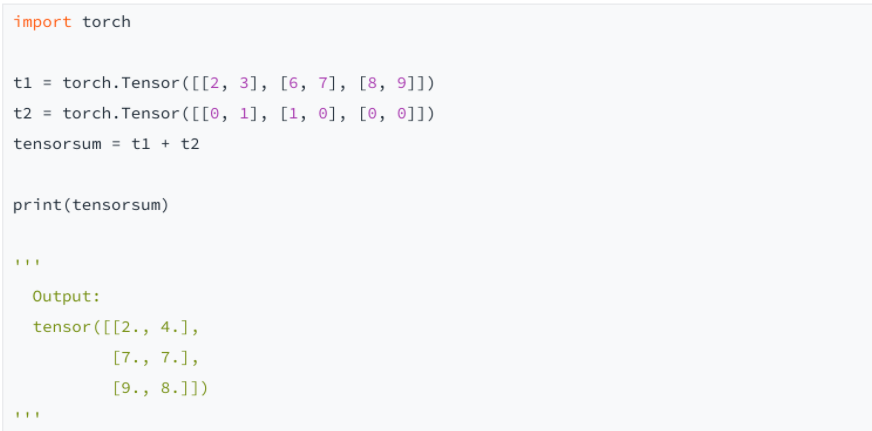 import torch
t1 = torch.Tensor([[2, 3], [6, 7], [8, 9]])
t2 = torch.Tensor([[0, 1], [1, 0], [0, 0]])
tensorsum = t1 + t2
print(tensorsum)
'''
Output:
tensor([[2., 4.],
[7., 7.],
[9., 8.]])
'''